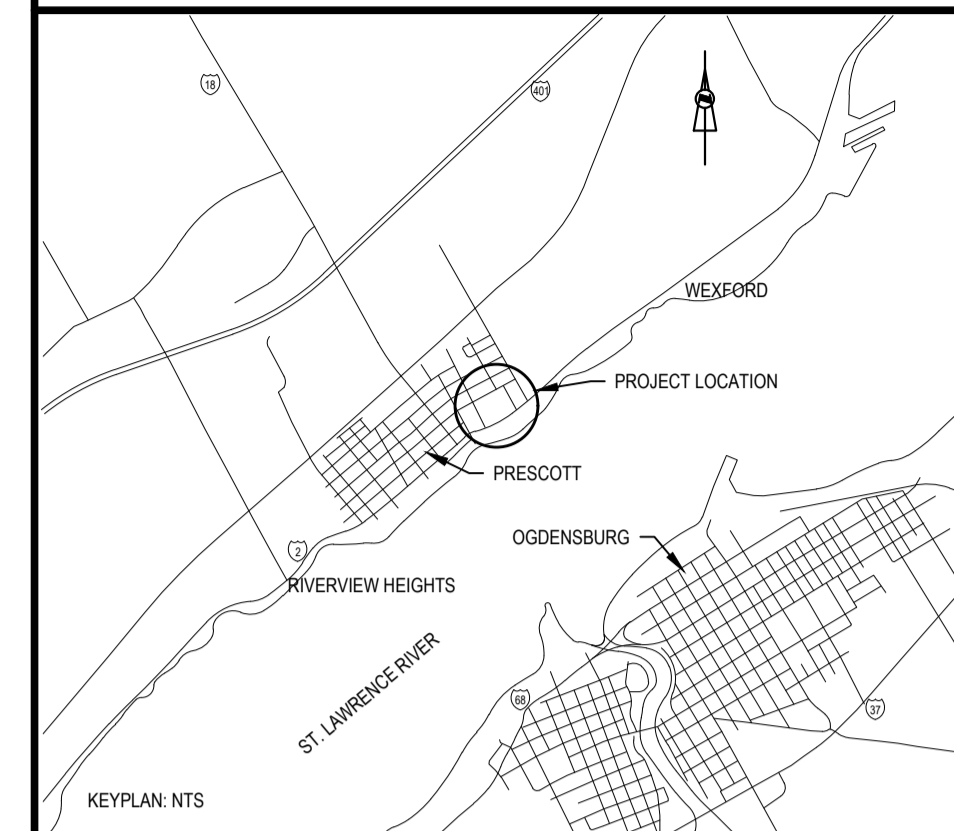 18
401
WEXFORD
PROJECT LOCATION
PRESCOTT
OGDENSBURG
2
RIVERVIEW HEIGHTS
ST. LAWRENCE RIVER
68
37
KEYPLAN: NTS